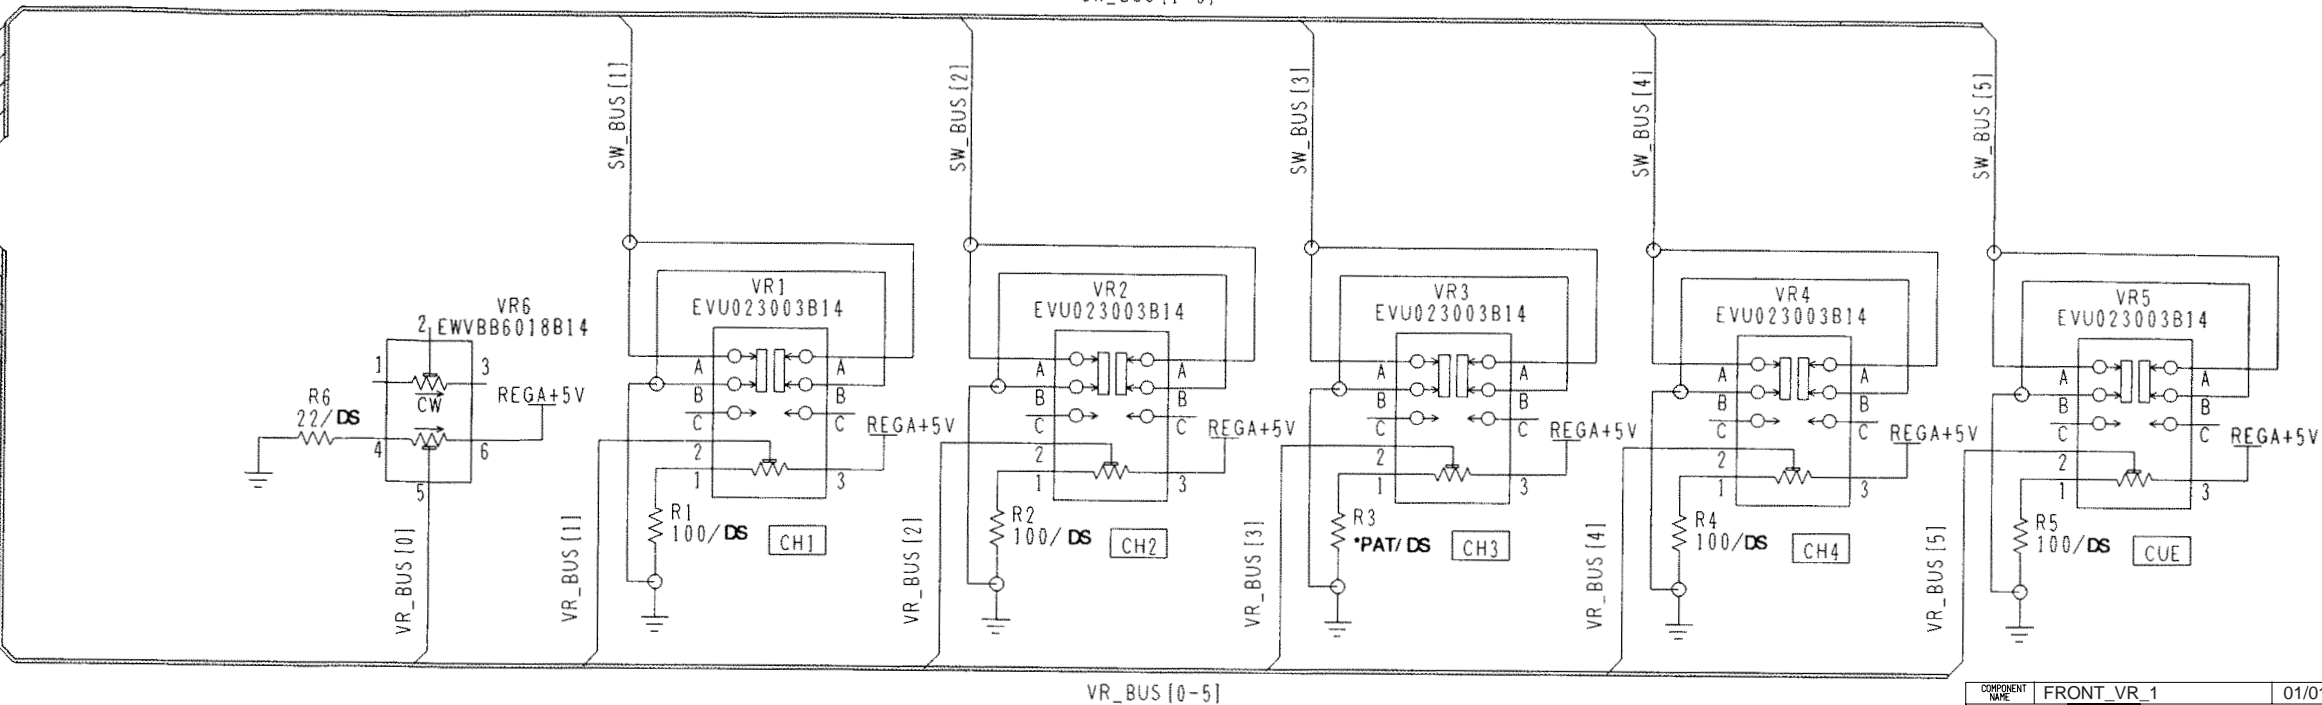 SW_BUS[1]
SW_BUS[2]
SW_BUS[3]
SW_BUS[4]
SW_BUS[5]
VR6
EWVBB6018B14
2
1
3
CW
REGA+5V
R6
22/DS
4
6
5
VR_BUS[0]
VR1
EVU023003B14
A
A
B
B
C
C
REGA+5V
2
1
3
R1
100/DS
CH1
VR_BUS[1]
VR2
EVU023003B14
A
A
B
B
C
C
REGA+5V
2
1
3
R2
100/DS
CH2
VR_BUS[2]
VR3
EVU023003B14
A
A
B
B
C
C
REGA+5V
2
1
3
R3
*PAT/DS
CH3
VR_BUS[3]
VR4
EVU023003B14
A
A
B
B
C
C
REGA+5V
2
1
3
R4
100/DS
CH4
VR_BUS[4]
VR5
EVU023003B14
A
A
B
B
C
C
REGA+5V
2
1
3
R5
100/DS
CUE
VR_BUS[5]
VR_BUS[0-5]
COMPONENT NAME
FRONT_VR_1
01/01